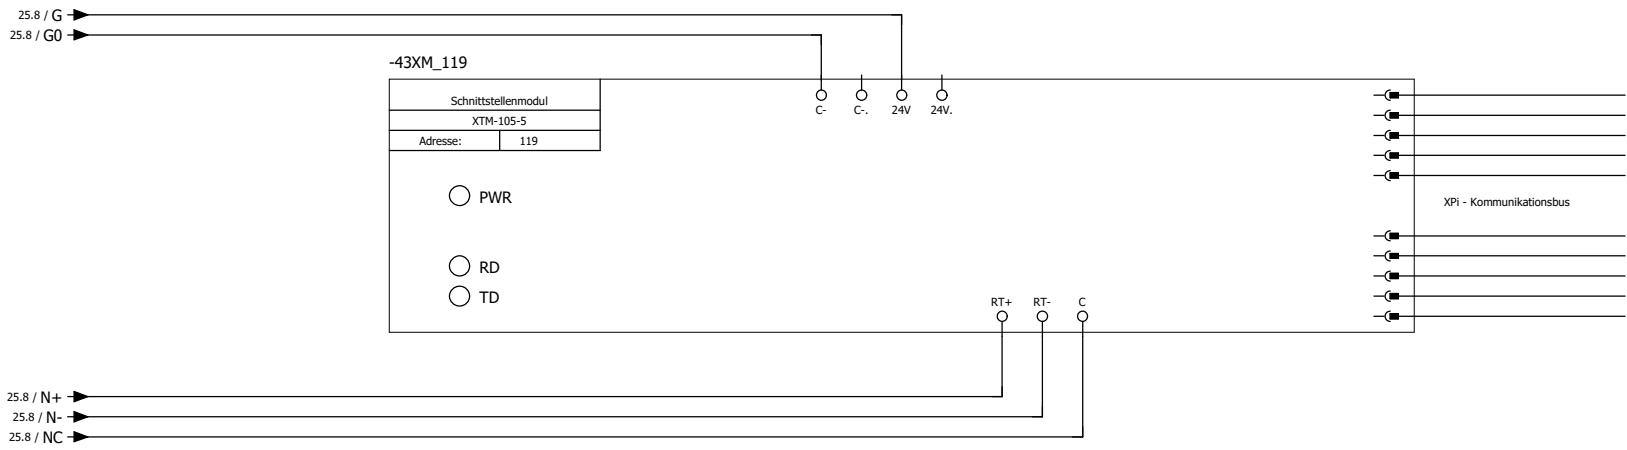 25.8 / G
25.8 / G0
-43XM_119
Schnittstellenmodul
XTM-105-5
Adresse: 119
C- C-. 24V 24V.
PWR
XPi - Kommunikationsbus
RD
TD
RT+ RT- C
25.8 / N+
25.8 / N-
25.8 / NC